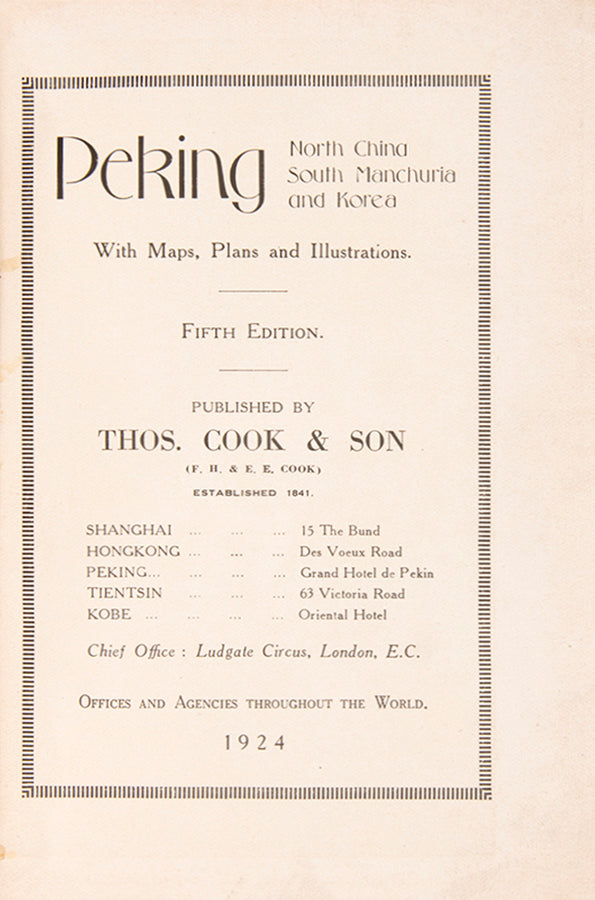 Peking North China
South Manchuria
and Korea
With Maps, Plans and Illustrations.
FIFTH EDITION.
PUBLISHED BY
THOS. COOK & SON
(F. H. & E. E. COOK)
ESTABLISHED 1841.
SHANGHAI ... ... ... 15 The Bund
HONGKONG ... ... ... Des Voeux Road
PEKING... ... ... ... Grand Hotel de Pekin
TIENTSIN ... ... ... 63 Victoria Road
KOBE ... ... ... ... Oriental Hotel
Chief Office : Ludgate Circus, London, E.C.
OFFICES AND AGENCIES THROUGHOUT THE WORLD.
1924